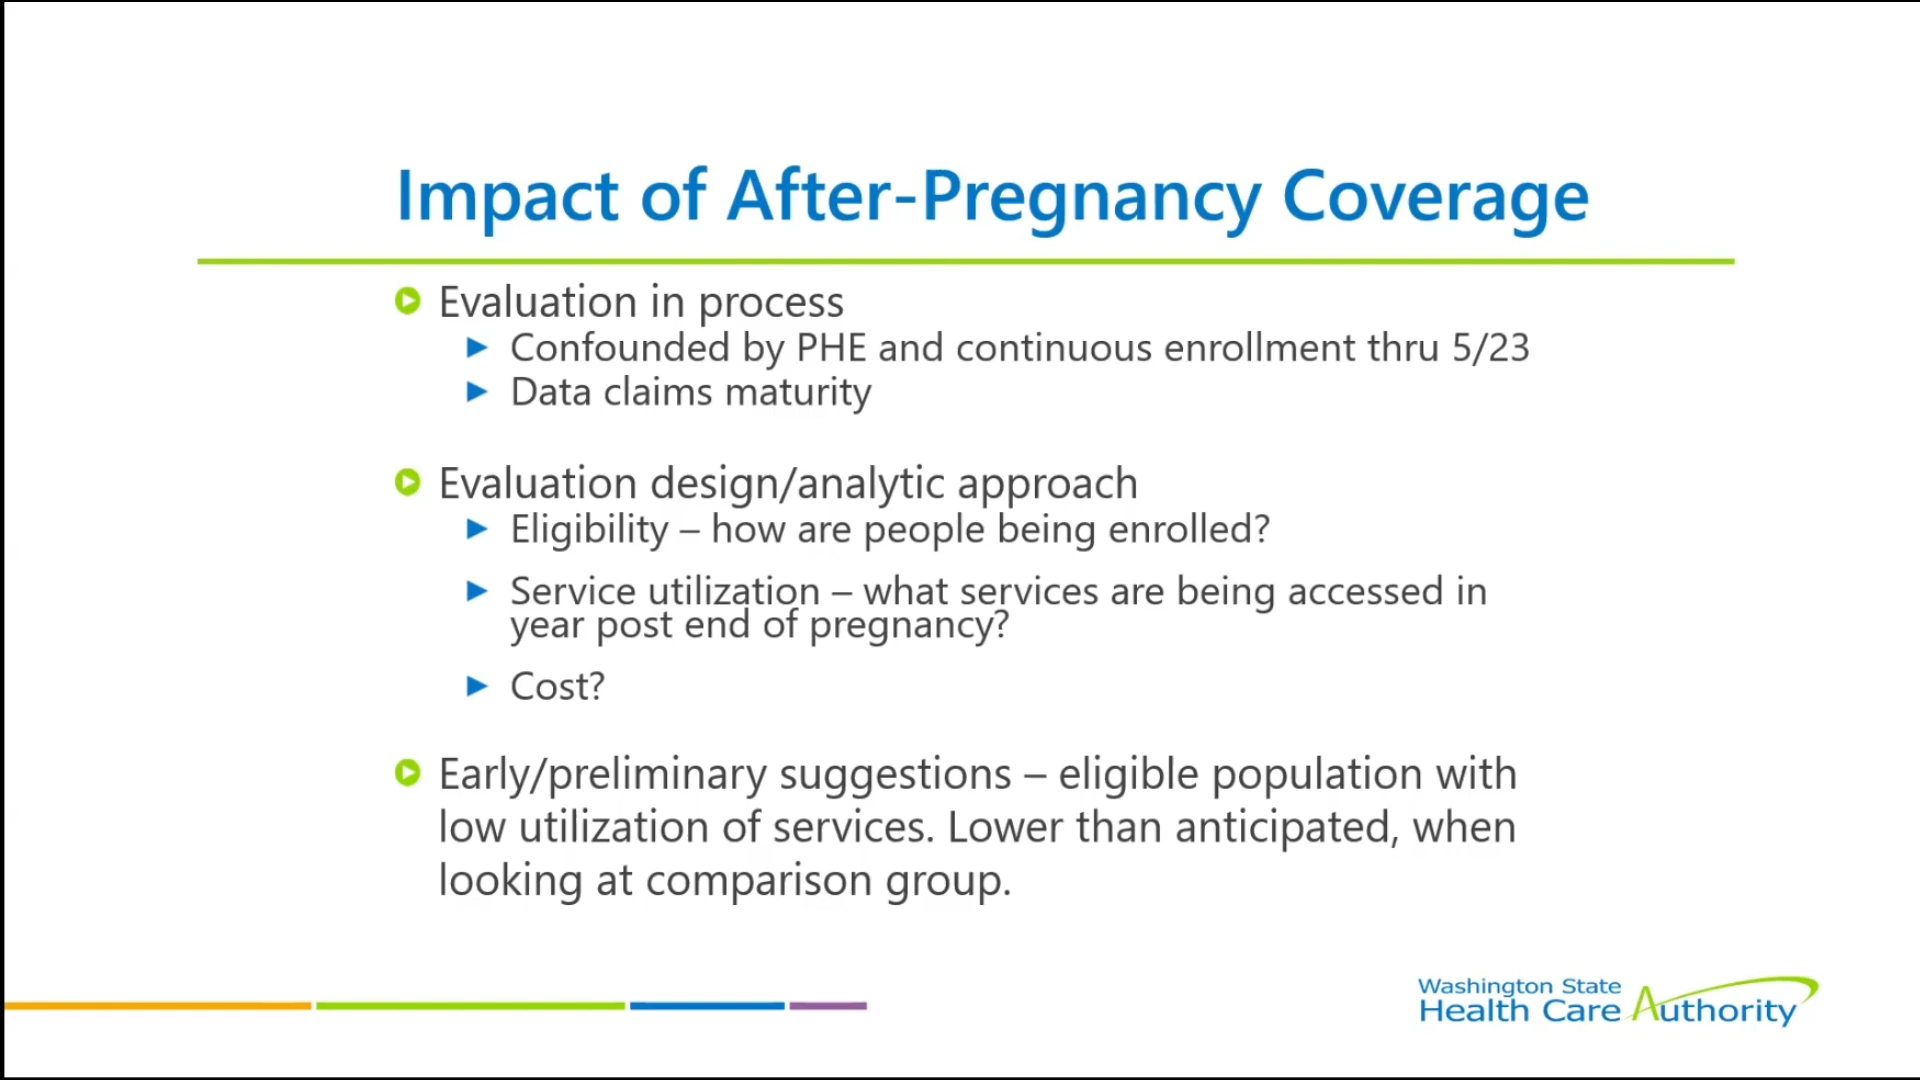 Impact of After-Pregnancy Coverage
Evaluation in process
Confounded by PHE and continuous enrollment thru 5/23
Data claims maturity
Evaluation design/analytic approach
Eligibility – how are people being enrolled?
Service utilization – what services are being accessed in
year post end of pregnancy?
Cost?
Early/preliminary suggestions – eligible population with
low utilization of services. Lower than anticipated, when
looking at comparison group.
Washington State
Health Care Authority